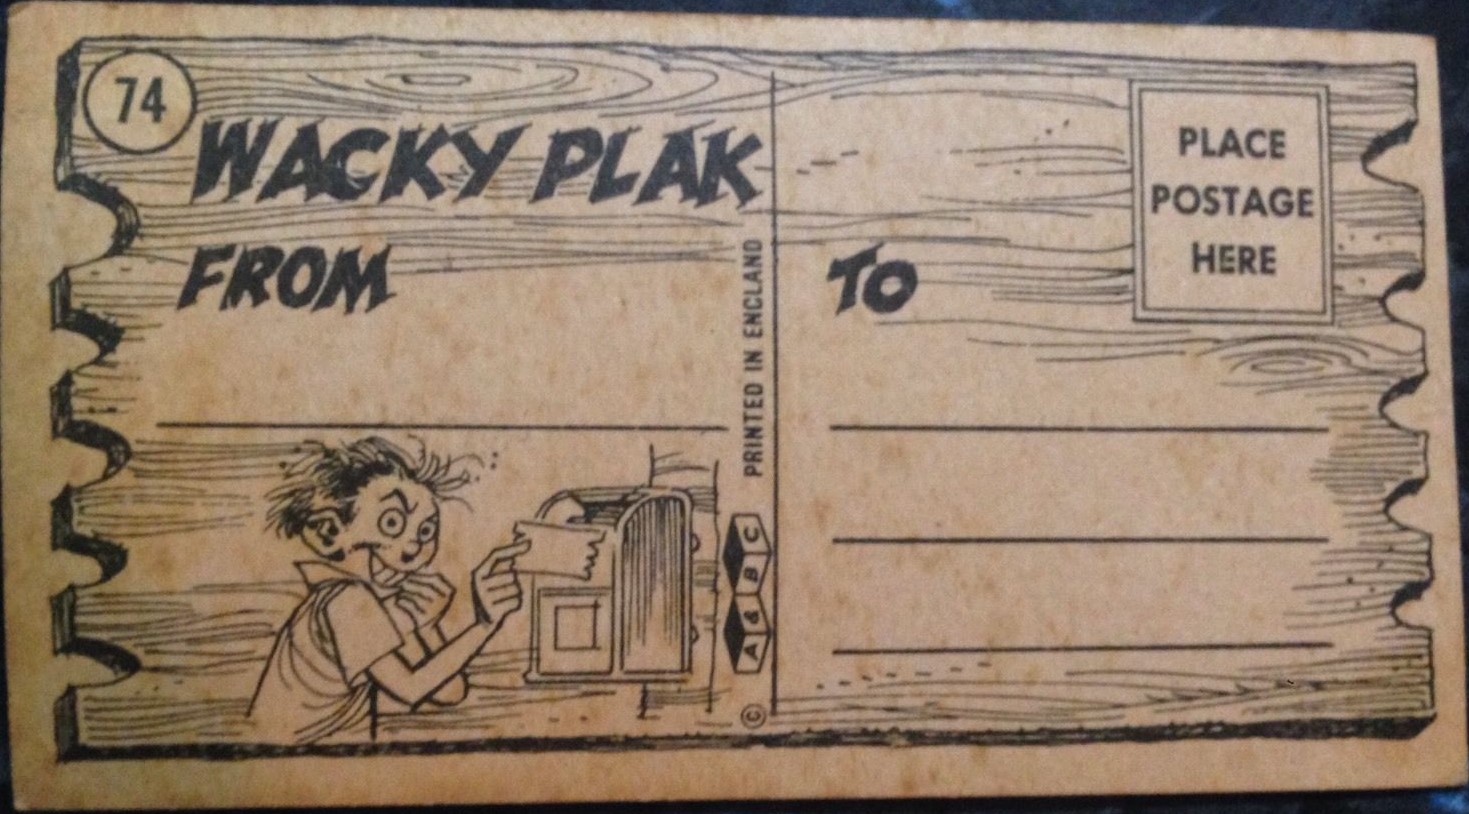 74
WACKY PLAK
FROM
PRINTED IN ENGLAND
A & B C
©
TO
PLACE
POSTAGE
HERE